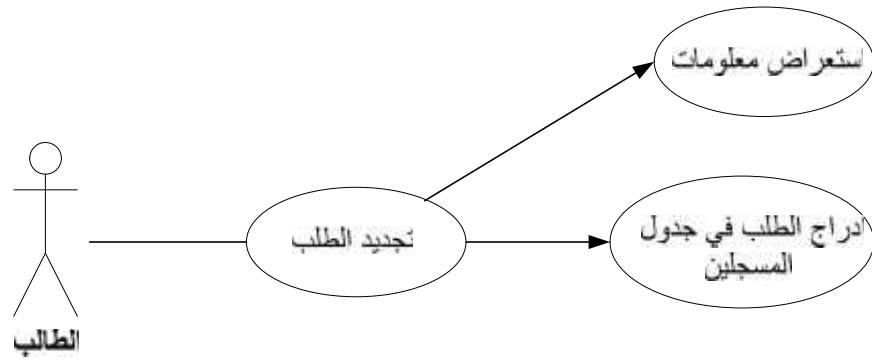 استعراض معلومات
تجديد الطلب
ادراج الطلب في جدول
المسجلين
الطالب